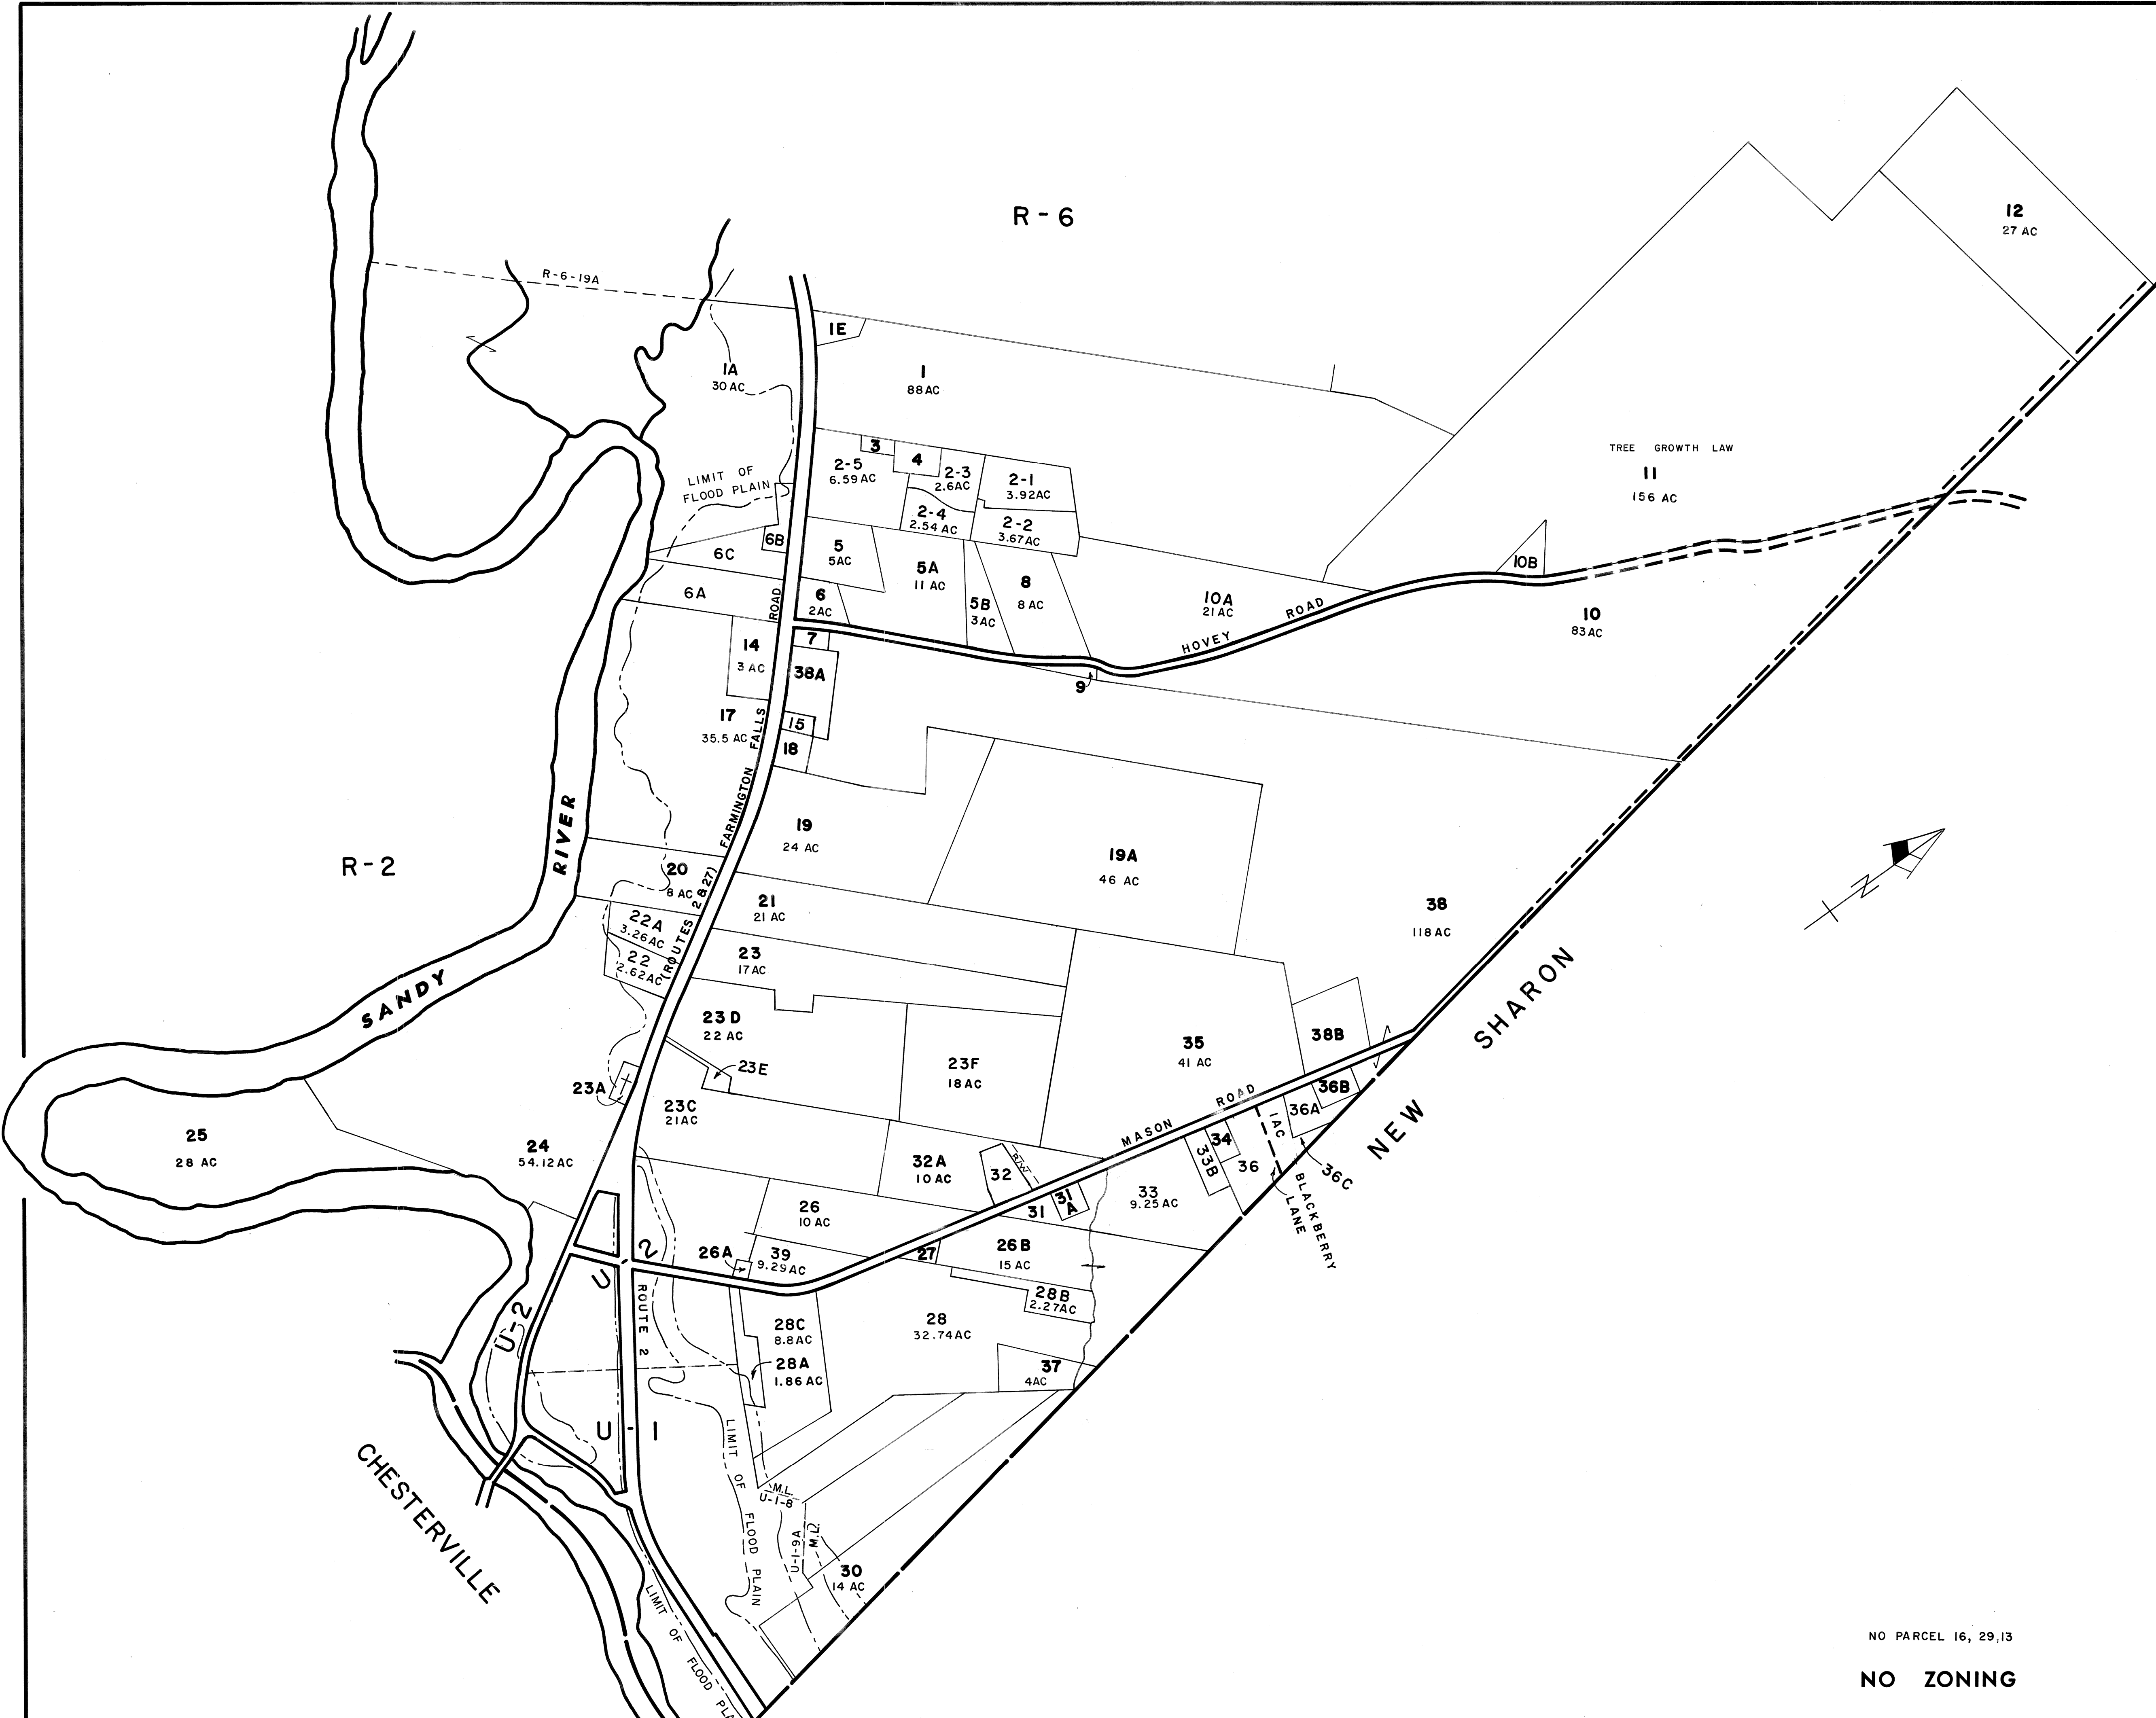 R-6
12
27 AC
R-6-19A
1E
1A
30 AC
1
88 AC
TREE GROWTH LAW
11
156 AC
3
4
2-5
6.59 AC
2-3
2.6 AC
2-1
3.92 AC
LIMIT OF
FLOOD PLAIN
2-4
2.54 AC
2-2
3.67 AC
6B
6C
5
5 AC
5A
11 AC
8
8 AC
10B
6A
6
2 AC
5B
3 AC
10A
21 AC
HOVEY ROAD
10
83 AC
7
14
3 AC
38A
9
17
35.5 AC
15
18
FARMINGTON FALLS ROAD
(ROUTES 2 & 27)
19
24 AC
19A
46 AC
R-2
SANDY RIVER
20
8 AC
21
21 AC
38
118 AC
N
22A
3.26 AC
22
2.62 AC
23
17 AC
NEW SHARON
23D
22 AC
23E
23F
18 AC
35
41 AC
38B
23A
23C
21 AC
MASON ROAD
36B
36A
1 AC
36C
34
33B
36
BLACKBERRY
LANE
25
28 AC
24
54.12 AC
32A
10 AC
32
R/W
31
31
A
33
9.25 AC
26
10 AC
26A
39
9.29 AC
27
26B
15 AC
U-2
U-2
ROUTE 2
28B
2.27 AC
28C
8.8 AC
28
32.74 AC
28A
1.86 AC
37
4 AC
U-1
LIMIT OF FLOOD PLAIN
CHESTERVILLE
M.L.
U-1-8
U-1-9A
M.L.
30
14 AC
LIMIT OF FLOOD PLA
NO PARCEL 16, 29, 13
NO ZONING